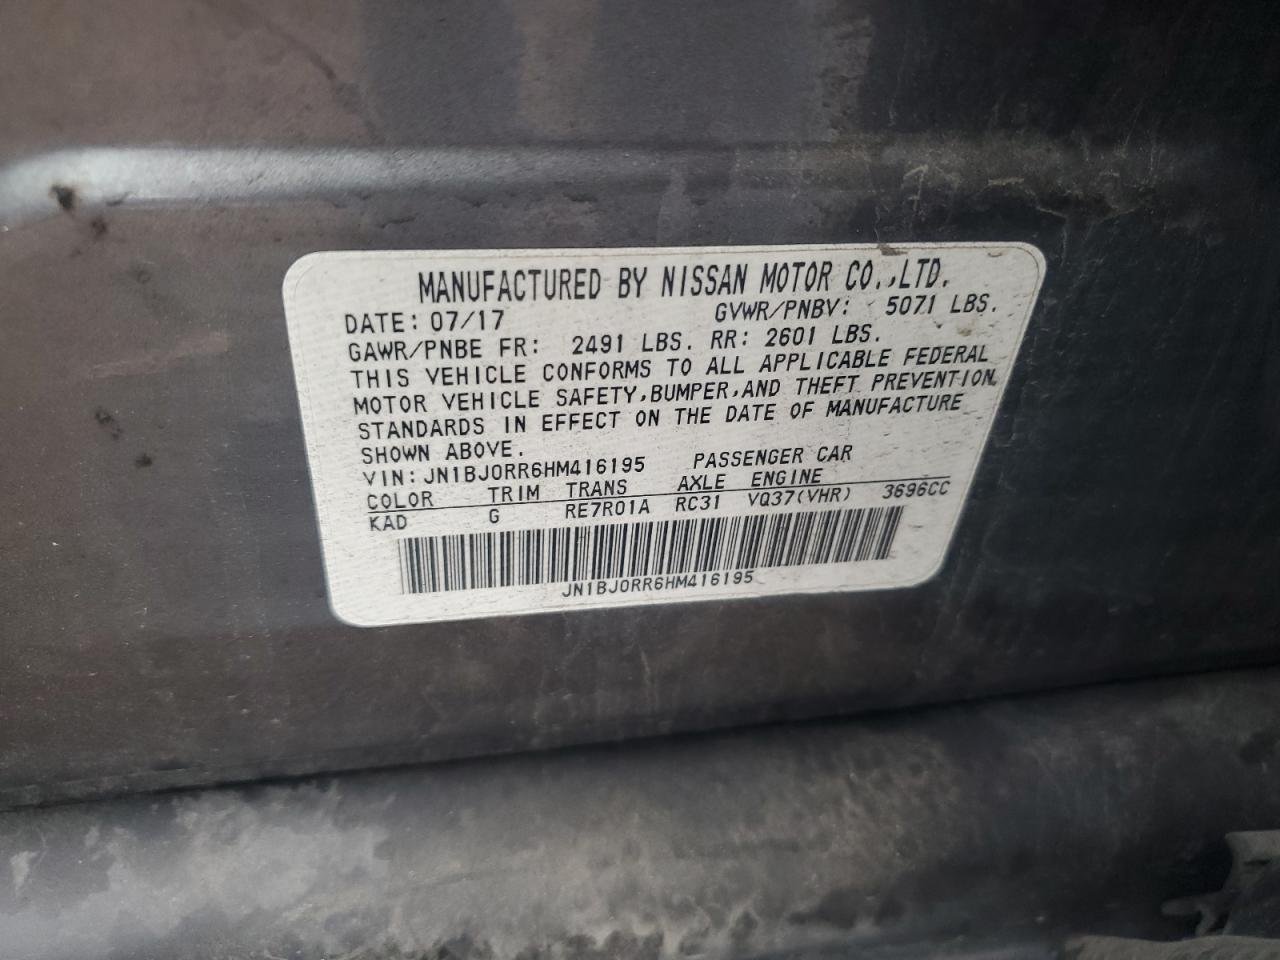 MANUFACTURED BY NISSAN MOTOR CO.,LTD.
DATE: 07/17 GVWR/PNBV: 5071 LBS.
GAWR/PNBE FR: 2491 LBS. RR: 2601 LBS.
THIS VEHICLE CONFORMS TO ALL APPLICABLE FEDERAL
MOTOR VEHICLE SAFETY,BUMPER,AND THEFT PREVENTION
STANDARDS IN EFFECT ON THE DATE OF MANUFACTURE
SHOWN ABOVE.
VIN: JN1BJ0RR6HM416195 PASSENGER CAR
COLOR TRIM TRANS AXLE ENGINE
KAD G RE7R01A RC31 VQ37(VHR) 3696CC
JN1BJ0RR6HM416195